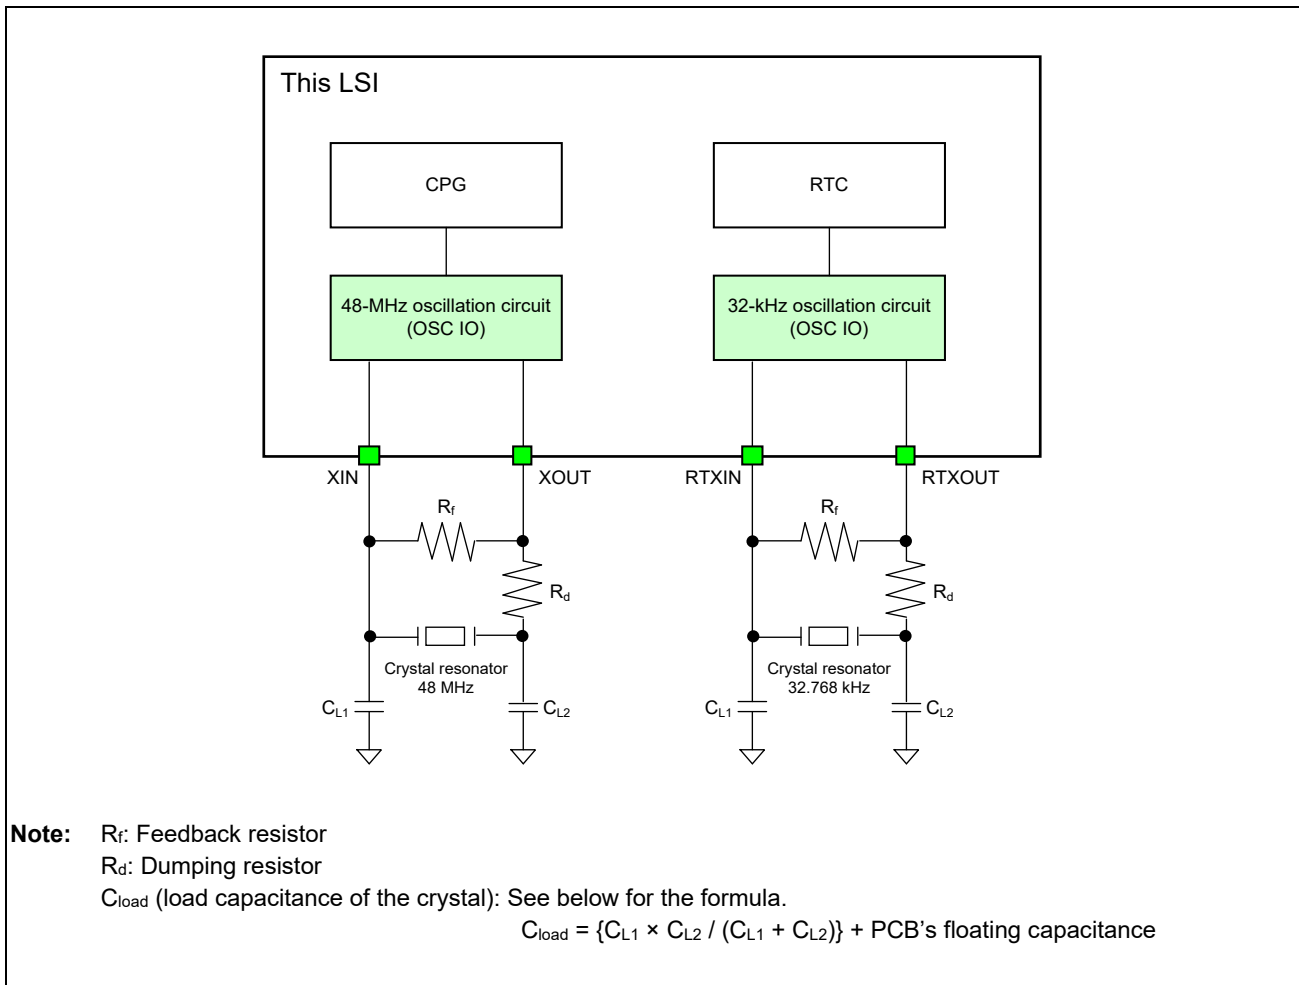 This LSI
CPG
RTC
48-MHz oscillation circuit
(OSC IO)
32-kHz oscillation circuit
(OSC IO)
XIN
XOUT
RTXIN
RTXOUT
Rf
Rf
Rd
Rd
Crystal resonator
48 MHz
Crystal resonator
32.768 kHz
CL1
CL2
CL1
CL2
Note: Rf: Feedback resistor
Rd: Dumping resistor
Cload (load capacitance of the crystal): See below for the formula.
Cload = {CL1 × CL2 / (CL1 + CL2)} + PCB’s floating capacitance